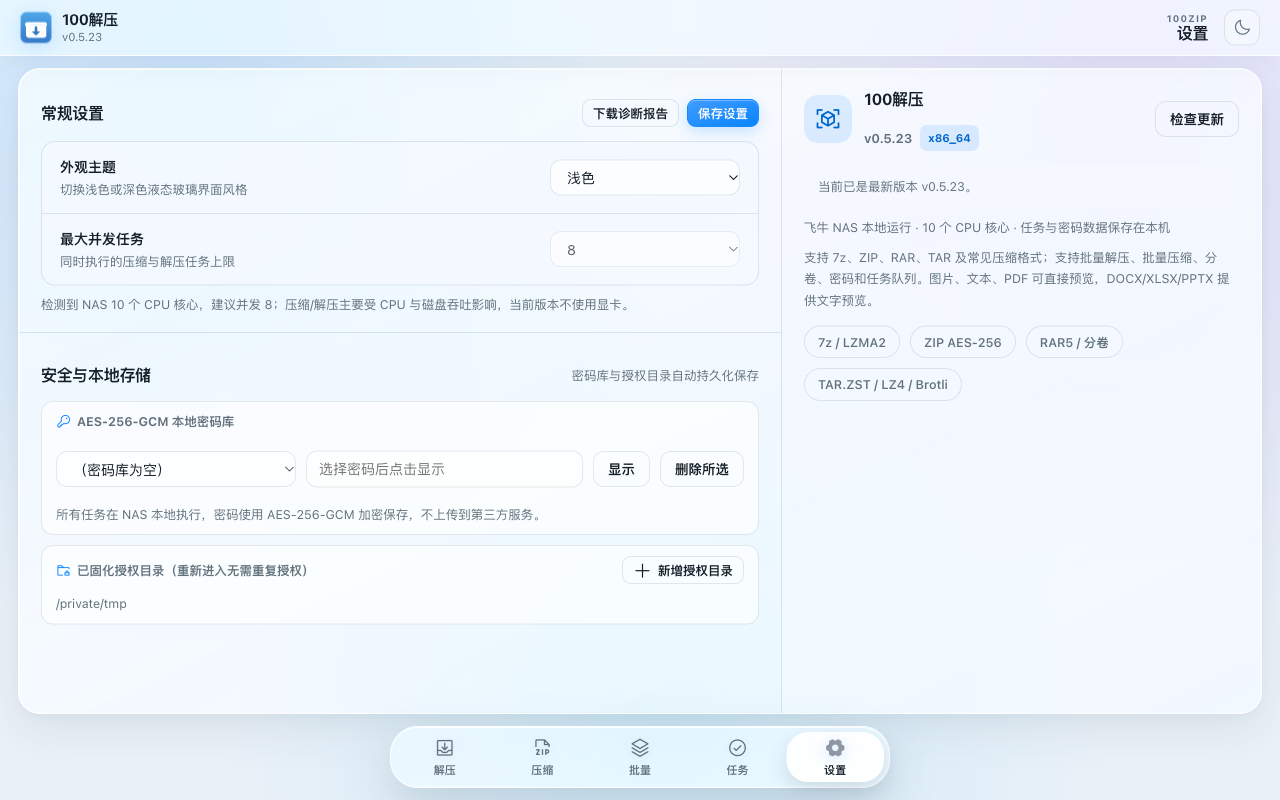 100解压
v0.5.23
100ZIP
设置
常规设置
下载诊断报告
保存设置
外观主题
切换浅色或深色液态玻璃界面风格
浅色
最大并发任务
同时执行的压缩与解压任务上限
8
检测到 NAS 10 个 CPU 核心，建议并发 8；压缩/解压主要受 CPU 与磁盘吞吐影响，当前版本不使用显卡。
安全与本地存储
密码库与授权目录自动持久化保存
AES-256-GCM 本地密码库
（密码库为空）
选择密码后点击显示
显示
删除所选
所有任务在 NAS 本地执行，密码使用 AES-256-GCM 加密保存，不上传到第三方服务。
已固化授权目录（重新进入无需重复授权）
新增授权目录
/private/tmp
100解压
v0.5.23
x86_64
检查更新
当前已是最新版本 v0.5.23。
飞牛 NAS 本地运行 · 10 个 CPU 核心 · 任务与密码数据保存在本机
支持 7z、ZIP、RAR、TAR 及常见压缩格式；支持批量解压、批量压缩、分
卷、密码和任务队列。图片、文本、PDF 可直接预览，DOCX/XLSX/PPTX 提
供文字预览。
7z / LZMA2
ZIP AES-256
RAR5 / 分卷
TAR.ZST / LZ4 / Brotli
解压
ZIP
压缩
批量
任务
设置